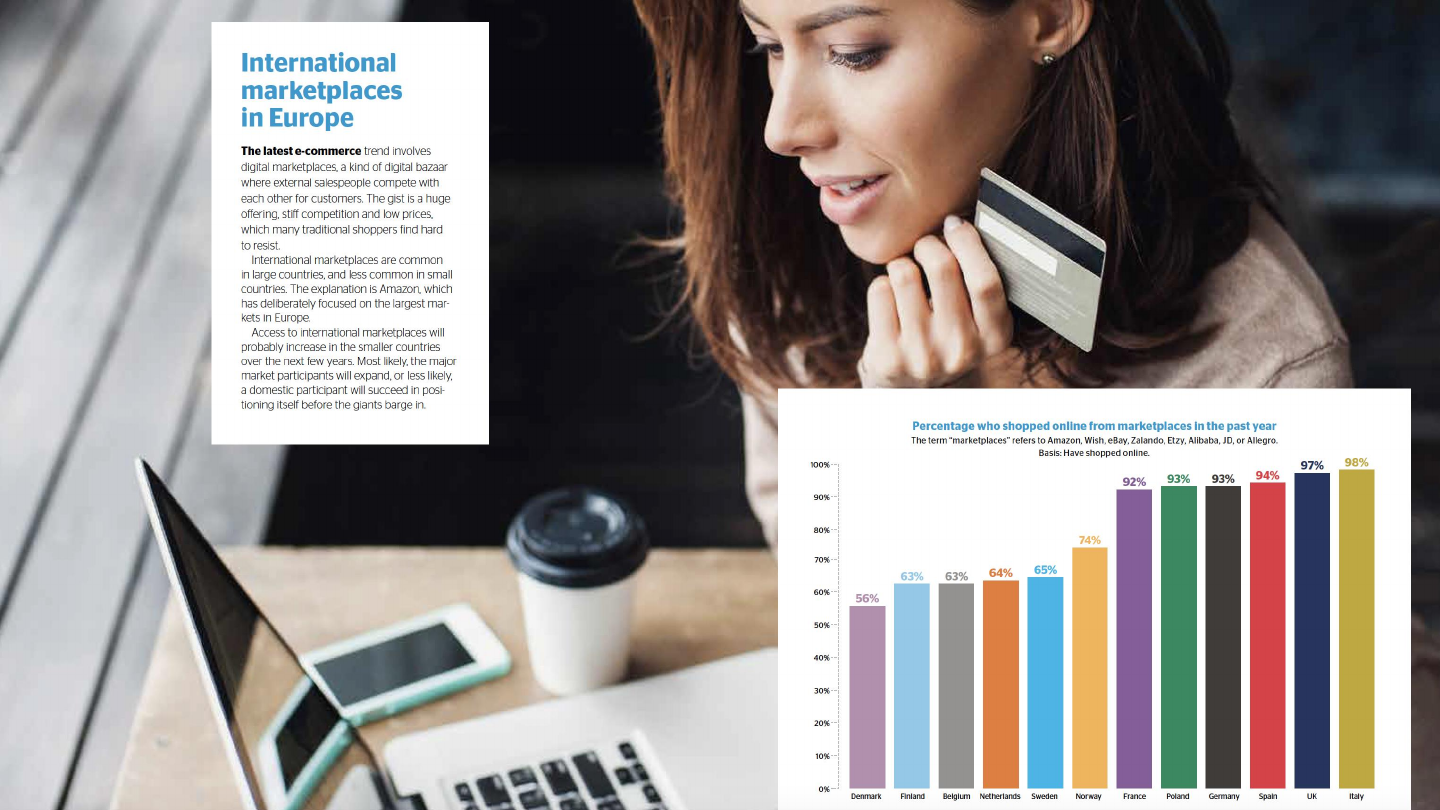 International
marketplaces
in Europe
The latest e-commerce trend involves
digital marketplaces, a kind of digital bazaar
where external salespeople compete with
each other for customers. The gist is a huge
offering, stiff competition and low prices,
which many traditional shoppers find hard
to resist.
International marketplaces are common
in large countries, and less common in small
countries. The explanation is Amazon, which
has deliberately focused on the largest mar-
kets in Europe.
Access to international marketplaces will
probably increase in the smaller countries
over the next few years. Most likely, the major
market participants will expand, or less likely,
a domestic participant will succeed in posi-
tioning itself before the giants barge in.
Percentage who shopped online from marketplaces in the past year
The term "marketplaces" refers to Amazon, Wish, eBay, Zalando, Etzy, Alibaba, JD, or Allegro.
Basis: Have shopped online.
100%
90%
80%
70%
60%
50%
40%
30%
20%
10%
0%
56% 63% 63% 64% 65% 74% 92% 93% 93% 94% 97% 98%
Denmark Finland Belgium Netherlands Sweden Norway France Poland Germany Spain UK Italy